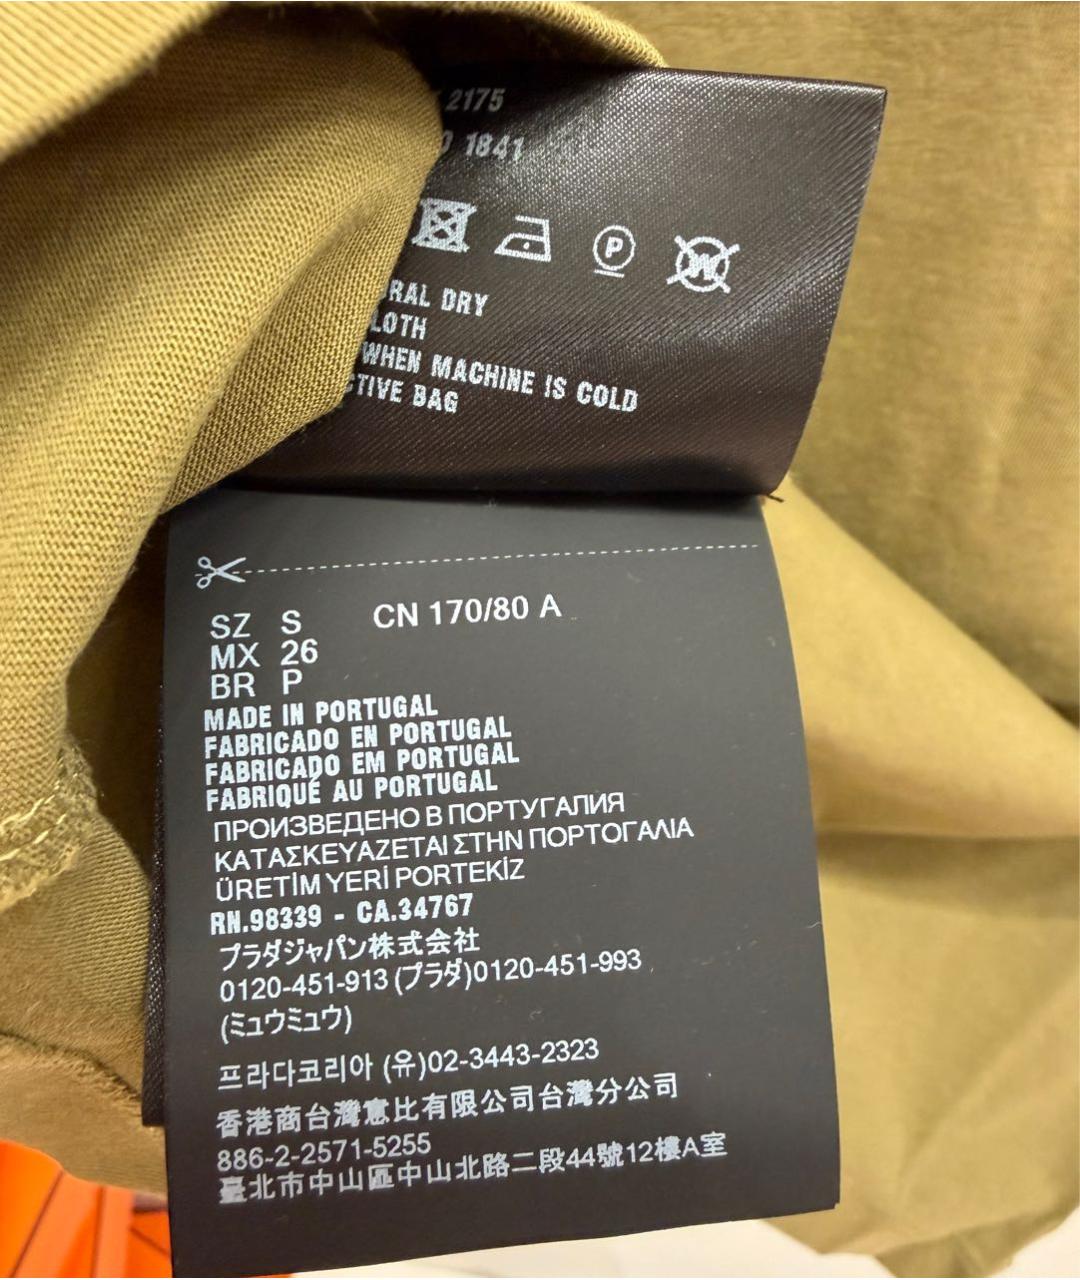 2175
1841
P
W
DRY
WHEN MACHINE IS COLD
BAG
SZ S CN 170/80 A
MX 26
BR P
MADE IN PORTUGAL
FABRICADO EN PORTUGAL
FABRICADO EM PORTUGAL
FABRIQUÉ AU PORTUGAL
ПРОИЗВЕДЕНО В ПОРТУГАЛИЯ
ΚΑΤΑΣΚΕΥΑΖΕΤΑΙ ΣΤΗΝ ΠΟΡΤΟΓΑΛΙΑ
ÜRETİM YERİ PORTEKİZ
RN.98339 - CA.34767
プラダジャパン株式会社
0120-451-913 (プラダ)0120-451-993
(ミュウミュウ)
프라다코리아 (유)02-3443-2323
香港商台灣意比有限公司台灣分公司
886-2-2571-5255
臺北市中山區中山北路二段44號12樓A室